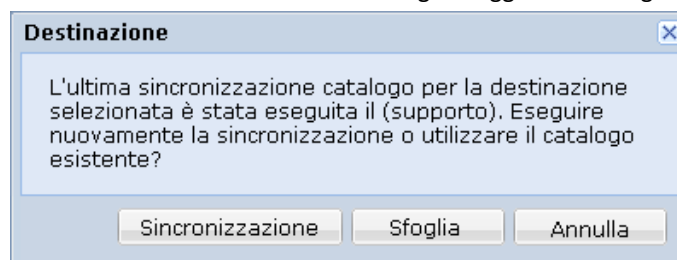 Destinazione
L'ultima sincronizzazione catalogo per la destinazione
selezionata è stata eseguita il (supporto). Eseguire
nuovamente la sincronizzazione o utilizzare il catalogo
esistente?
Sincronizzazione Sfoglia Annulla